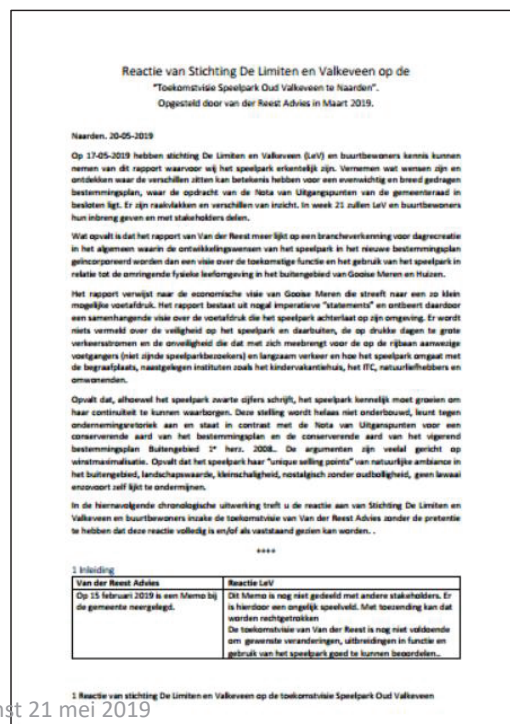 Reactie van Stichting De Limiten en Valkeveen op de
"Toekomstvisie Speelpark Oud Valkeveen te Naarden".
Opgesteld door van der Reest Advies in Maart 2019.
Naarden. 20-05-2019
Op 17-05-2019 hebben stichting De Limiten en Valkeveen (LeV) en buurtbewoners kennis kunnen
nemen van dit rapport waarvoor wij het speelpark erkentelijk zijn. Vernemen wat wensen zijn en
ontdekken waar de verschillen zitten kan betekenis hebben voor een evenwichtig en breed gedragen
bestemmingsplan, waar de opdracht van de Nota van Uitgangspunten van de gemeenteraad in
besloten ligt. Er zijn raakvlakken en verschillen van inzicht. In week 21 zullen LeV en buurtbewoners
hun inbreng geven en met stakeholders delen.
Wat opvalt is dat het rapport van Van der Reest meer lijkt op een brancheverkenning voor dagrecreatie
in het algemeen waarin de ontwikkelingswensen van het speelpark in het nieuwe bestemmingsplan
geïncorporeerd worden dan een visie over de toekomstige functie en het gebruik van het speelpark in
relatie tot de omringende fysieke leefomgeving in het buitengebied van Gooise Meren en Huizen.
Het rapport verwijst naar de economische visie van Gooise Meren die streeft naar een zo klein
mogelijke voetafdruk. Het rapport bestaat uit nogal imperatieve "statements" en ontbeert daardoor
een samenhangende visie over de voetafdruk die het speelpark achterlaat op zijn omgeving. Er wordt
niets vermeld over de veiligheid op het speelpark en daarbuiten, de op drukke dagen te grote
verkeersstromen en de onveiligheid die dat met zich meebrengt voor de op de rijbaan aanwezige
voetgangers (niet zijnde speelparkbezoekers) en langzaam verkeer en hoe het speelpark omgaat met
de begraafplaats, naastgelegen instituten zoals het kindervakantiehuis, het ITC, natuurliefhebbers en
omwonenden.
Opvalt dat, alhoewel het speelpark zwarte cijfers schrijft, het speelpark kennelijk moet groeien om
haar continuïteit te kunnen waarborgen. Deze stelling wordt helaas niet onderbouwd, leunt tegen
ondernemingsretoriek aan en staat in contrast met de Nota van Uitganspunten voor een
conserverende aard van het bestemmingsplan en de conserverende aard van het vigerend
bestemmingsplan Buitengebied 1e herz. 2008.. De argumenten zijn veelal gericht op
winstmaximalisatie. Opvalt dat het speelpark haar "unique selling points" van natuurlijke ambiance in
het buitengebied, landschapswaarde, kleinschaligheid, nostalgisch zonder oudbolligheid, geen lawaai
enzovoort zelf lijkt te ondermijnen.
In de hiernavolgende chronologische uitwerking treft u de reactie aan van Stichting De Limiten en
Valkeveen en buurtbewoners inzake de toekomstvisie van Van der Reest Advies zonder de pretentie
te hebben dat deze reactie volledig is en/of als vaststaand gezien kan worden. .
****
1 Inleiding
Van der Reest Advies Reactie LeV
Op 15 februari 2019 is een Memo bij Dit Memo is nog niet gedeeld met andere stakeholders. Er
de gemeente neergelegd. is hierdoor een ongelijk speelveld. Met toezending kan dat
worden rechtgetrokken
De toekomstvisie van Van der Reest is nog niet voldoende
om gewenste veranderingen, uitbreidingen in functie en
gebruik van het speelpark goed te kunnen beoordelen..
1 Reactie van stichting De Limiten en Valkeveen op de toekomstvisie Speelpark Oud Valkeveen
st 21 mei 2019